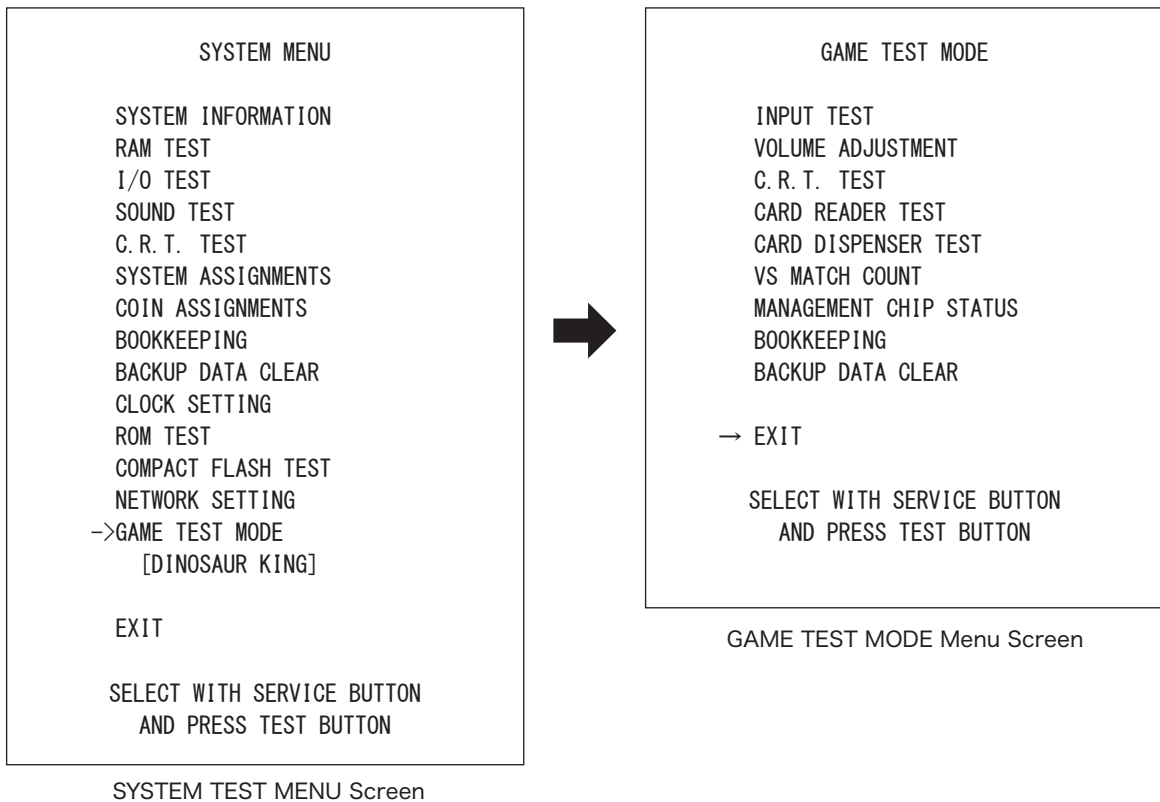 SYSTEM MENU
SYSTEM INFORMATION
RAM TEST
I/O TEST
SOUND TEST
C.R.T. TEST
SYSTEM ASSIGNMENTS
COIN ASSIGNMENTS
BOOKKEEPING
BACKUP DATA CLEAR
CLOCK SETTING
ROM TEST
COMPACT FLASH TEST
NETWORK SETTING
->GAME TEST MODE
[DINOSAUR KING]
EXIT
SELECT WITH SERVICE BUTTON
AND PRESS TEST BUTTON
SYSTEM TEST MENU Screen
GAME TEST MODE
INPUT TEST
VOLUME ADJUSTMENT
C.R.T. TEST
CARD READER TEST
CARD DISPENSER TEST
VS MATCH COUNT
MANAGEMENT CHIP STATUS
BOOKKEEPING
BACKUP DATA CLEAR
→ EXIT
SELECT WITH SERVICE BUTTON
AND PRESS TEST BUTTON
GAME TEST MODE Menu Screen